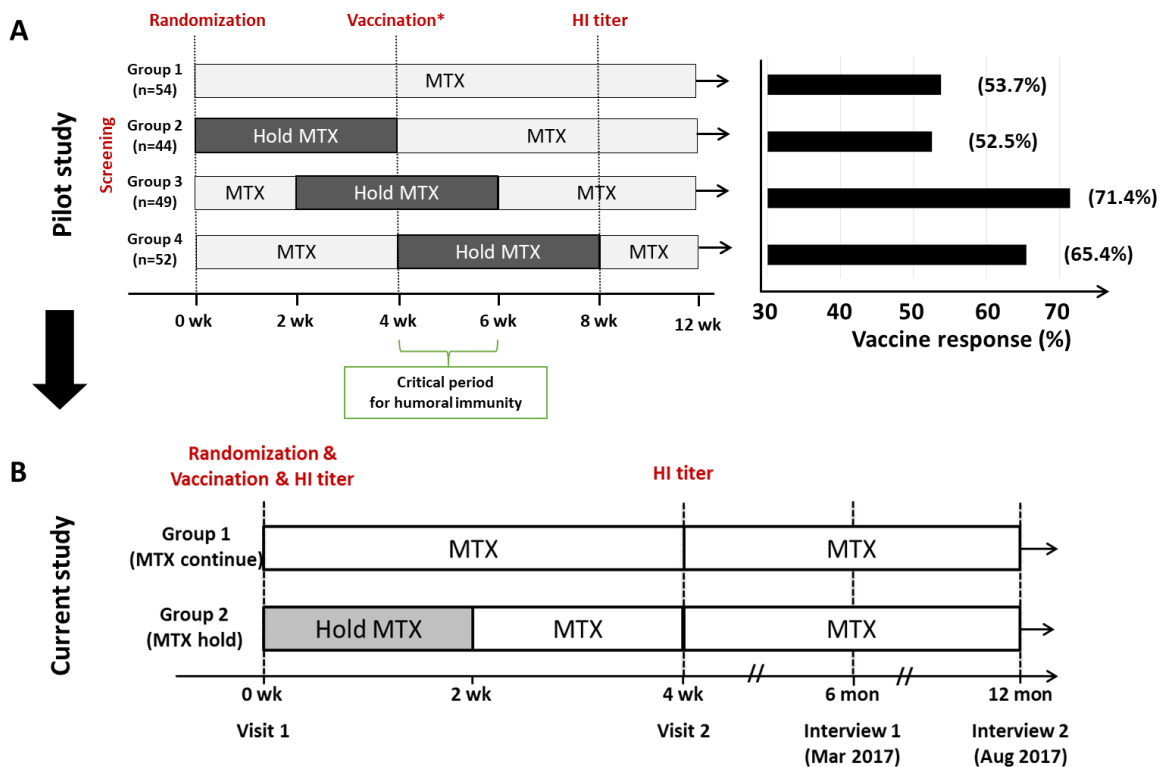 A
Pilot study
Screening
Randomization
Vaccination*
HI titer
Group 1
(n=54)
MTX
(53.7%)
Group 2
(n=44)
Hold MTX
MTX
(52.5%)
Group 3
(n=49)
MTX
Hold MTX
MTX
(71.4%)
Group 4
(n=52)
MTX
Hold MTX
MTX
(65.4%)
0 wk
2 wk
4 wk
6 wk
8 wk
12 wk
30
40
50
60
70
Vaccine response (%)
Critical period
for humoral immunity
B
Current study
Randomization &
Vaccination & HI titer
HI titer
Group 1
(MTX continue)
MTX
MTX
Group 2
(MTX hold)
Hold MTX
MTX
MTX
0 wk
2 wk
4 wk
6 mon
12 mon
Visit 1
Visit 2
Interview 1
(Mar 2017)
Interview 2
(Aug 2017)